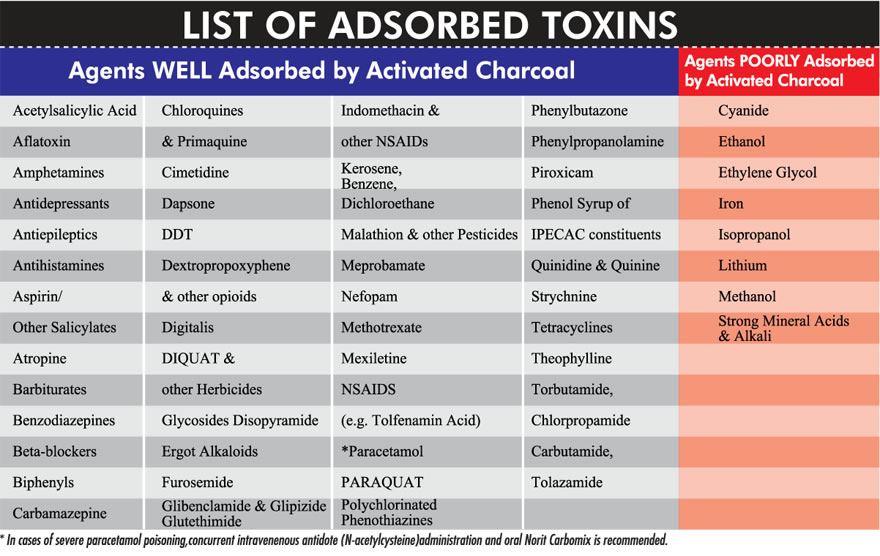 LIST OF ADSORBED TOXINS
Agents WELL Adsorbed by Activated Charcoal
Agents POORLY Adsorbed
by Activated Charcoal
Acetylsalicylic Acid
Aflatoxin
Amphetamines
Antidepressants
Antiepileptics
Antihistamines
Aspirin/
Other Salicylates
Atropine
Barbiturates
Benzodiazepines
Beta-blockers
Biphenyls
Carbamazepine
Chloroquines
& Primaquine
Cimetidine
Dapsone
DDT
Dextropropoxyphene
& other opioids
Digitalis
DIQUAT &
other Herbicides
Glycosides Disopyramide
Ergot Alkaloids
Furosemide
Glibenclamide & Glipizide
Glutethimide
Indomethacin &
other NSAIDs
Kerosene,
Benzene,
Dichloroethane
Malathion & other Pesticides
Meprobamate
Nefopam
Methotrexate
Mexiletine
NSAIDS
(e.g. Tolfenamin Acid)
*Paracetamol
PARAQUAT
Polychlorinated
Phenothiazines
Phenylbutazone
Phenylpropanolamine
Piroxicam
Phenol Syrup of
IPECAC constituents
Quinidine & Quinine
Strychnine
Tetracyclines
Theophylline
Torbutamide,
Chlorpropamide
Carbutamide,
Tolazamide
Cyanide
Ethanol
Ethylene Glycol
Iron
Isopropanol
Lithium
Methanol
Strong Mineral Acids
& Alkali
* In cases of severe paracetamol poisoning,concurrent intravenenous antidote (N-acetylcysteine)administration and oral Norit Carbomix is recommended.